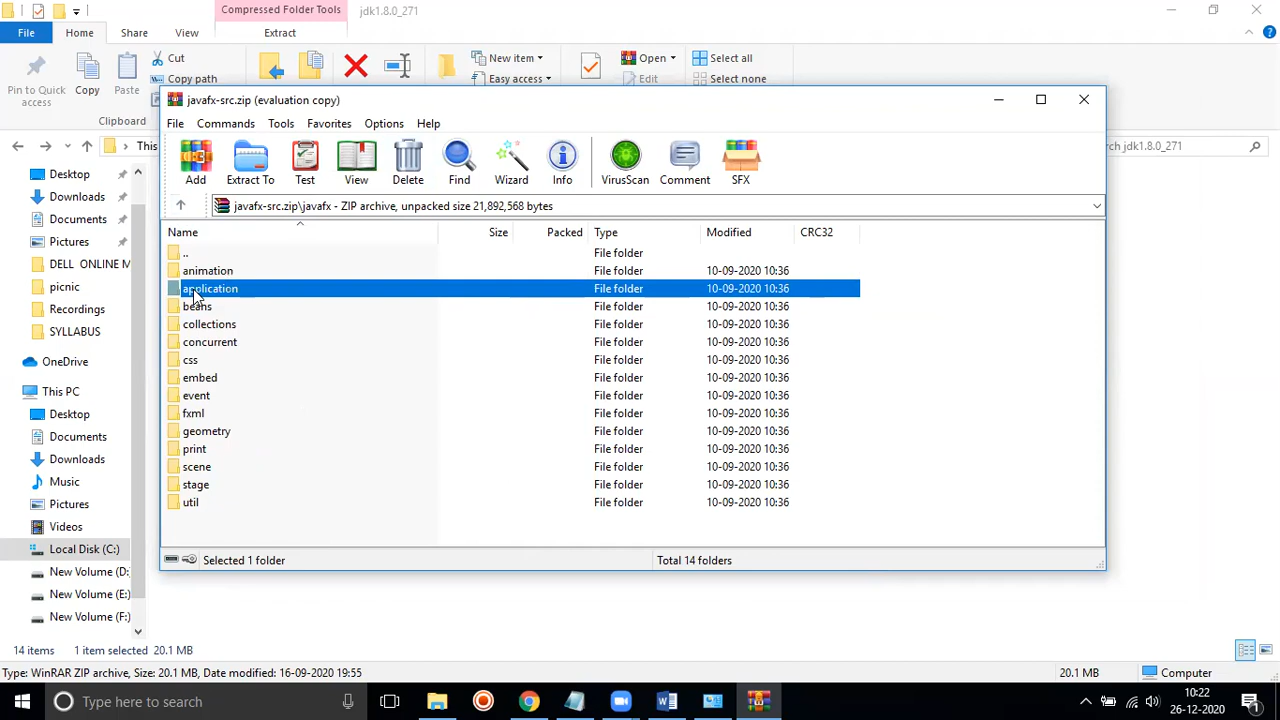 Compressed Folder Tools
jdk1.8.0_271
File
Home
Share
View
Extract
Pin to Quick access
Copy
Paste
Cut
Copy path
Clipboard
New item
Easy access
Open
Edit
Select all
Select none
This
rch jdk1.8.0_271
javafx-src.zip (evaluation copy)
File Commands Tools Favorites Options Help
Add Extract To Test View Delete Find Wizard Info VirusScan Comment SFX
javafx-src.zip\javafx - ZIP archive, unpacked size 21,892,568 bytes
Name Size Packed Type Modified CRC32
.. File folder
animation File folder 10-09-2020 10:36
application File folder 10-09-2020 10:36
beans File folder 10-09-2020 10:36
collections File folder 10-09-2020 10:36
concurrent File folder 10-09-2020 10:36
css File folder 10-09-2020 10:36
embed File folder 10-09-2020 10:36
event File folder 10-09-2020 10:36
fxml File folder 10-09-2020 10:36
geometry File folder 10-09-2020 10:36
print File folder 10-09-2020 10:36
scene File folder 10-09-2020 10:36
stage File folder 10-09-2020 10:36
util File folder 10-09-2020 10:36
Selected 1 folder
Total 14 folders
Desktop
Downloads
Documents
Pictures
DELL ONLINE M
picnic
Recordings
SYLLABUS
OneDrive
This PC
Desktop
Documents
Downloads
Music
Pictures
Videos
Local Disk (C:)
New Volume (D:
New Volume (E:)
New Volume (F:)
14 items 1 item selected 20.1 MB
Type: WinRAR ZIP archive, Size: 20.1 MB, Date modified: 16-09-2020 19:55
20.1 MB
Computer
Type here to search
10:22
26-12-2020
1